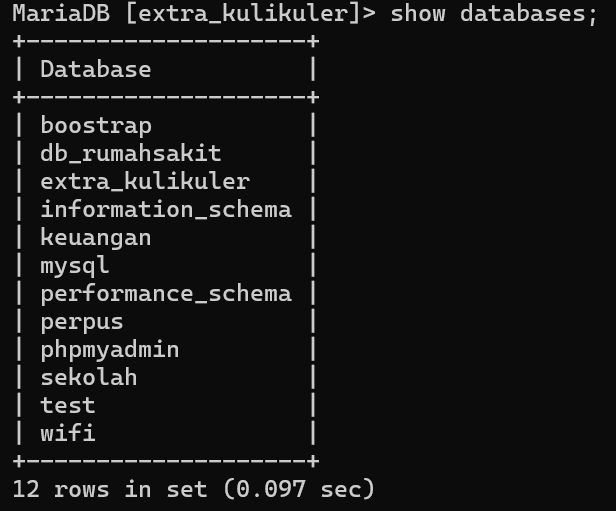 MariaDB [extra_kulikuler]> show databases;
+--------------------+
| Database           |
+--------------------+
| boostrap           |
| db_rumahsakit      |
| extra_kulikuler    |
| information_schema |
| keuangan           |
| mysql              |
| performance_schema |
| perpus             |
| phpmyadmin         |
| sekolah            |
| test               |
| wifi               |
+--------------------+
12 rows in set (0.097 sec)